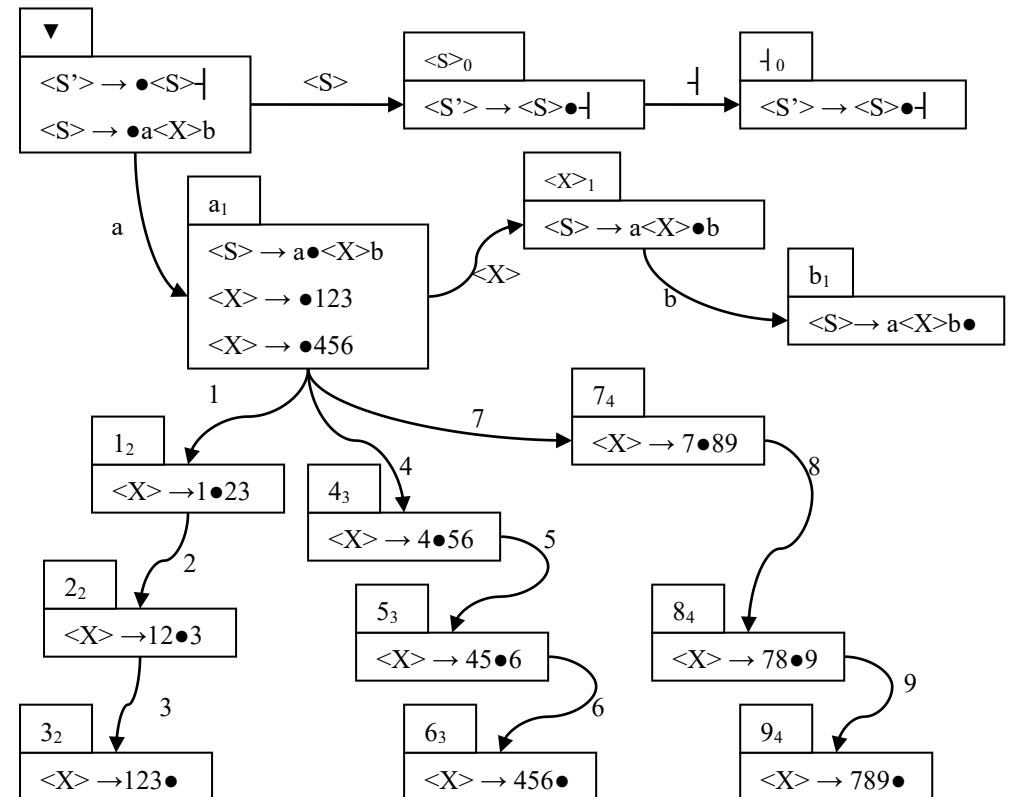 ▼
<S’> → ●<S>┤
<S> → ●a<X>b
<S>
<S>₀
<S’> → <S>●┤
┤
┤₀
<S’> → <S>●┤
a
a₁
<S> → a●<X>b
<X> → ●123
<X> → ●456
<X>
<X>₁
<S> → a<X>●b
b
b₁
<S>→ a<X>b●
1
1₂
<X> →1●23
4
4₃
<X> → 4●56
7
7₄
<X> → 7●89
2
2₂
<X> →12●3
5
5₃
<X> → 45●6
8
8₄
<X> → 78●9
3
3₂
<X> →123●
6
6₃
<X> → 456●
9
9₄
<X> → 789●